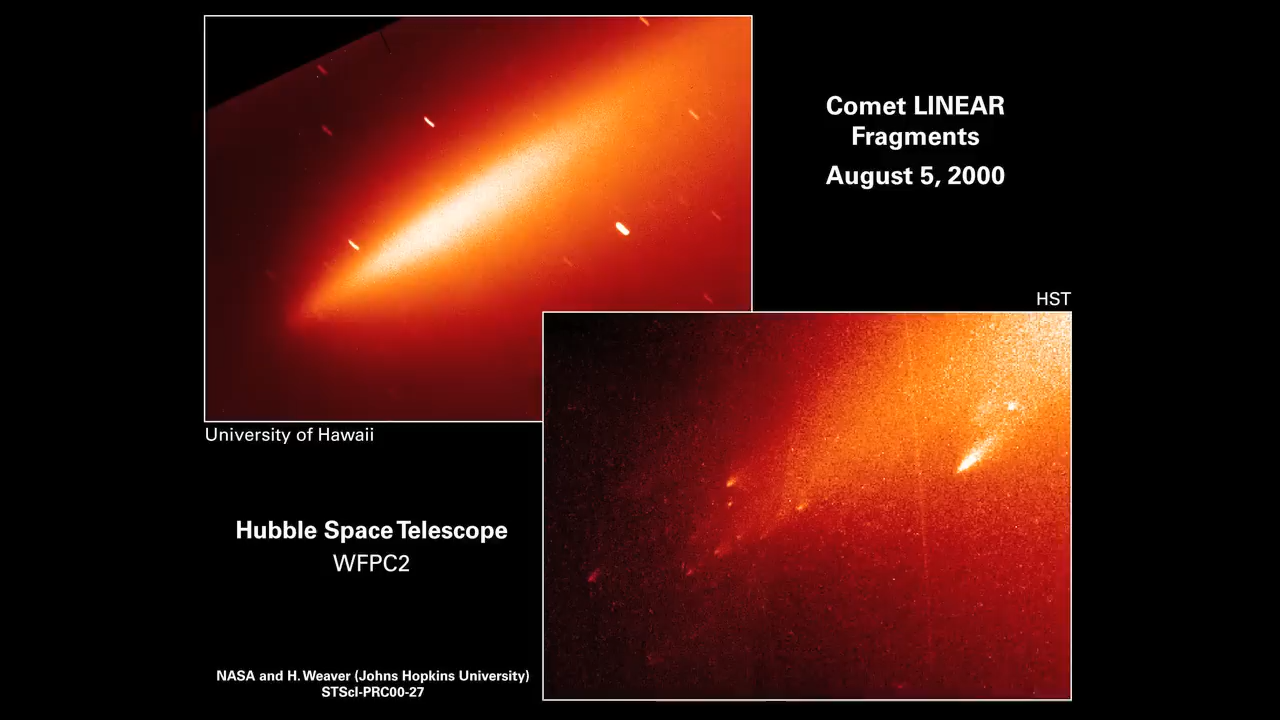 Comet LINEAR
Fragments
August 5, 2000
HST
University of Hawaii
Hubble Space Telescope
WFPC2
NASA and H. Weaver (Johns Hopkins University)
STScI-PRC00-27